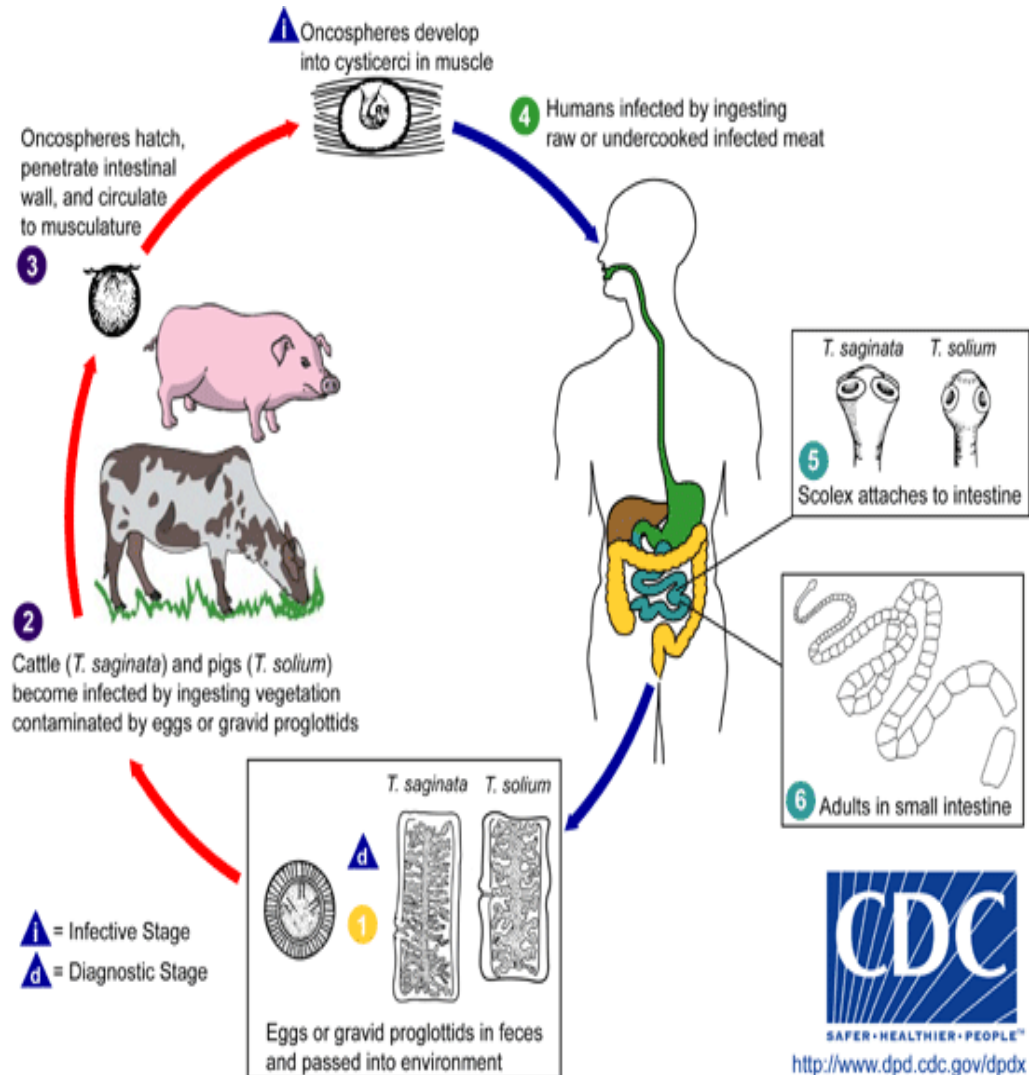 i
Oncospheres develop
into cysticerci in muscle
4
Humans infected by ingesting
raw or undercooked infected meat
Oncospheres hatch,
penetrate intestinal
wall, and circulate
to musculature
3
T. saginata T. solium
5
Scolex attaches to intestine
2
Cattle (T. saginata) and pigs (T. solium)
become infected by ingesting vegetation
contaminated by eggs or gravid proglottids
6
Adults in small intestine
T. saginata T. solium
d
1
Eggs or gravid proglottids in feces
and passed into environment
i = Infective Stage
d = Diagnostic Stage
CDC
SAFER•HEALTHIER•PEOPLE™
http://www.dpd.cdc.gov/dpdx